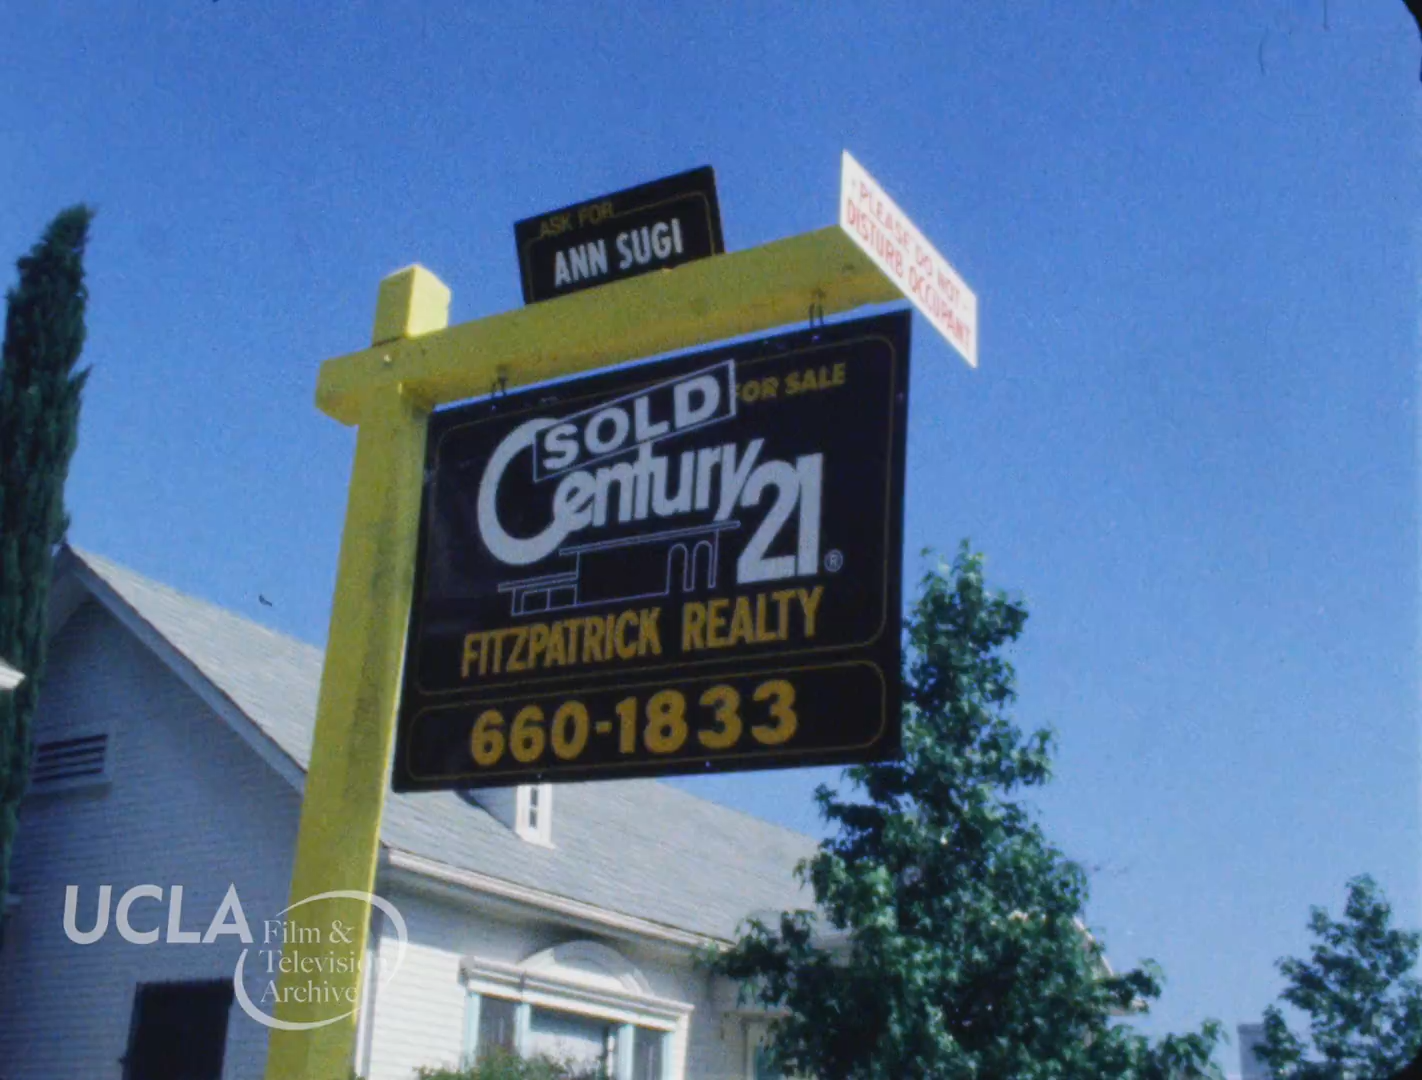 ASK FOR
ANN SUGI
PLEASE DO NOT
DISTURB OCCUPANT
SOLD
FOR SALE
Century 21®
FITZPATRICK REALTY
660-1833
UCLA Film &
Television
Archive